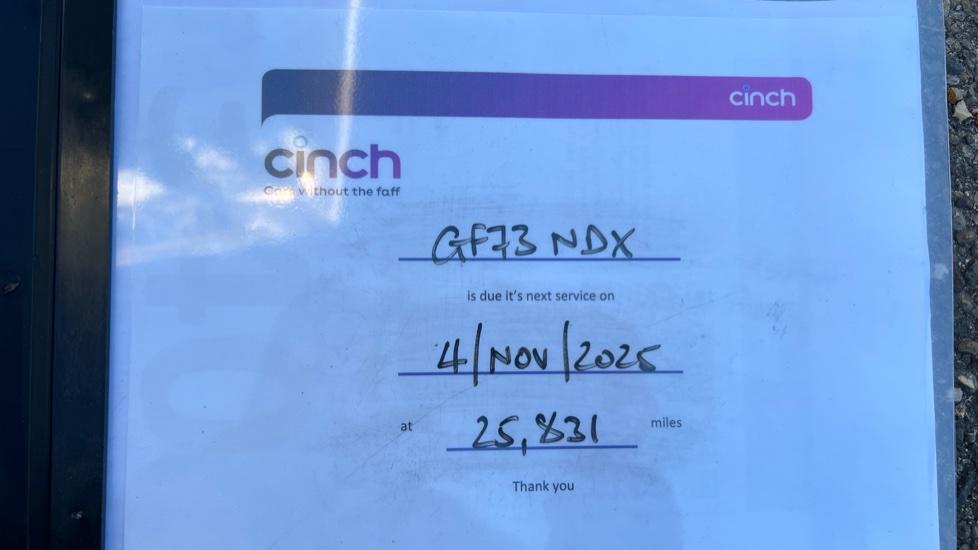 cinch
cinch
Cars without the faff
GF73 NDX
is due it's next service on
4/NOV/2025
at 25,831 miles
Thank you